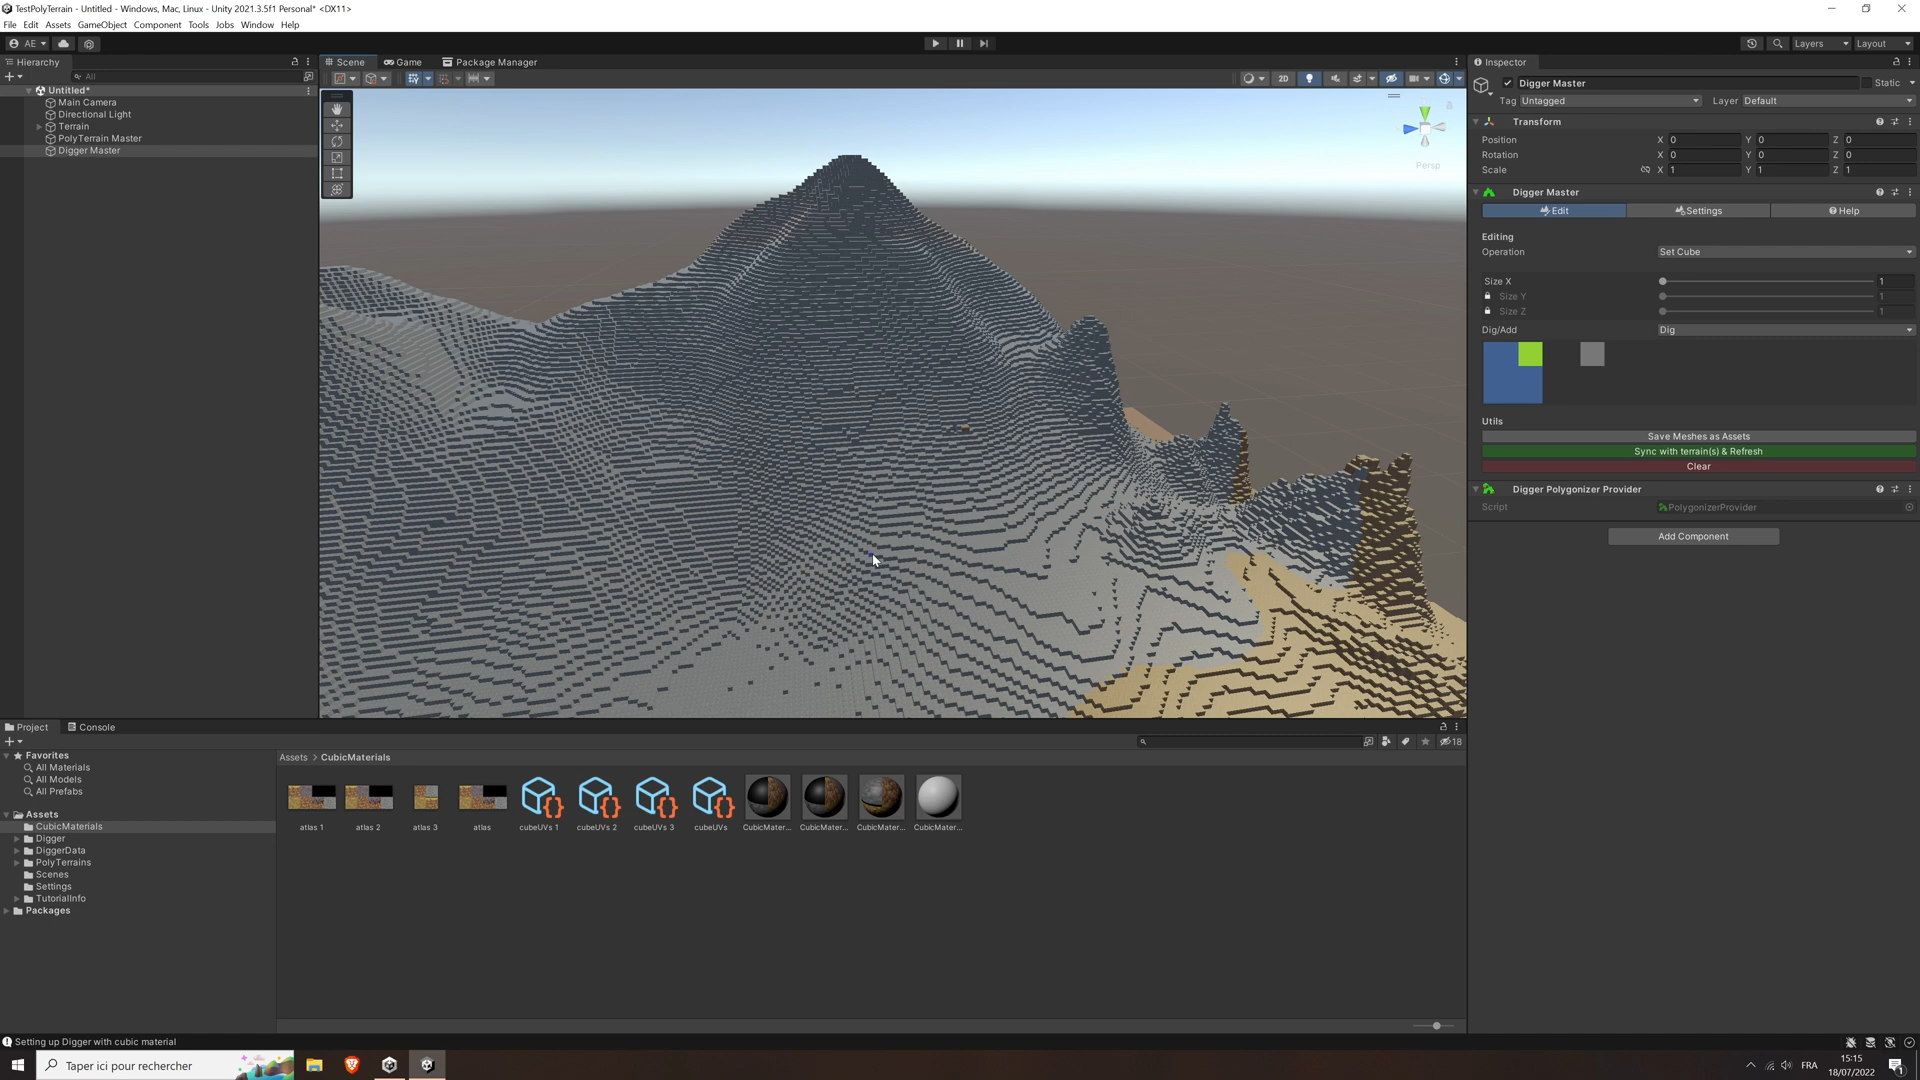 TestPolyTerrain - Untitled - Windows, Mac, Linux - Unity 2021.3.5f1 Personal* <DX11>
File Edit Assets GameObject Component Tools Jobs Window Help
AE Layers Layout
Hierarchy
All
Untitled*
Main Camera
Directional Light
Terrain
PolyTerrain Master
Digger Master
Scene Game Package Manager
2D
Persp
Inspector
Digger Master Static
Tag Untagged Layer Default
Transform
Position X 0 Y 0 Z 0
Rotation X 0 Y 0 Z 0
Scale X 1 Y 1 Z 1
Digger Master
Edit Settings Help
Editing
Operation Set Cube
Size X 1
Size Y 1
Size Z 1
Dig/Add Dig
Utils
Save Meshes as Assets
Sync with terrain(s) & Refresh
Clear
Digger Polygonizer Provider
Script PolygonizerProvider
Add Component
Project Console
18
Favorites
All Materials
All Models
All Prefabs
Assets
CubicMaterials
Digger
DiggerData
PolyTerrains
Scenes
Settings
TutorialInfo
Packages
Assets > CubicMaterials
atlas 1 atlas 2 atlas 3 atlas cubeUVs 1 cubeUVs 2 cubeUVs 3 cubeUVs CubicMater... CubicMater... CubicMater... CubicMater...
Setting up Digger with cubic material
Taper ici pour rechercher
FRA
15:15
18/07/2022
1